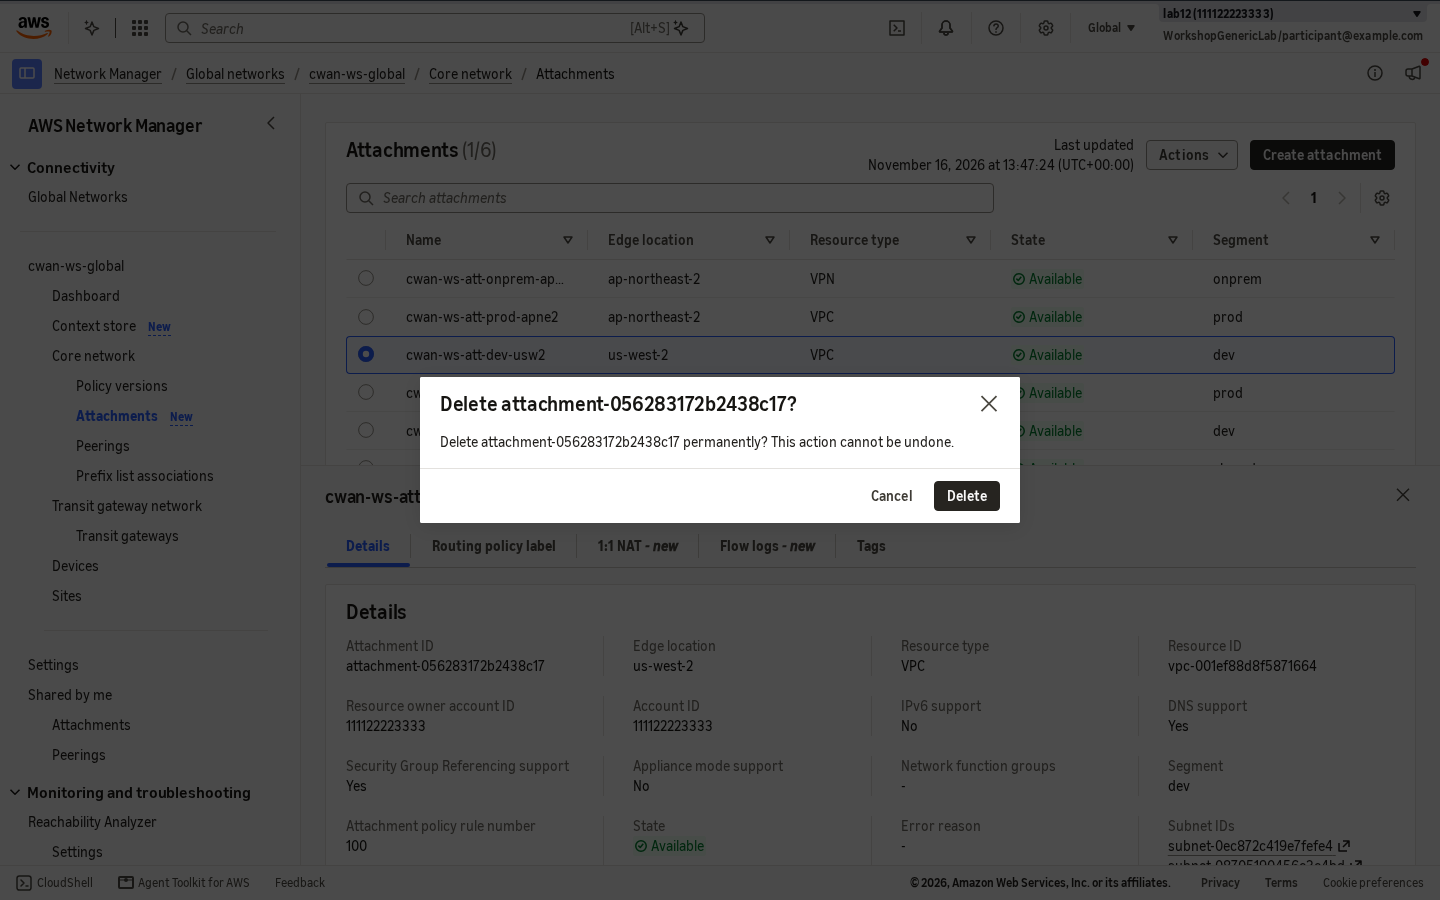 aws
Search
[Alt+S]
Global
lab12 (111122223333)
WorkshopGenericLab/participant@example.com
Network Manager / Global networks / cwan-ws-global / Core network / Attachments
AWS Network Manager
Connectivity
Global Networks
cwan-ws-global
Dashboard
Context store New
Core network
Policy versions
Attachments New
Peerings
Prefix list associations
Transit gateway network
Transit gateways
Devices
Sites
Settings
Shared by me
Attachments
Peerings
Monitoring and troubleshooting
Reachability Analyzer
Settings
Attachments (1/6)
Last updated
November 16, 2026 at 13:47:24 (UTC+00:00)
Actions
Create attachment
Search attachments
1
Name Edge location Resource type State Segment
cwan-ws-att-onprem-ap... ap-northeast-2 VPN Available onprem
cwan-ws-att-prod-apne2 ap-northeast-2 VPC Available prod
cwan-ws-att-dev-usw2 us-west-2 VPC Available dev
Available prod
Available dev
Delete attachment-056283172b2438c17?
Delete attachment-056283172b2438c17 permanently? This action cannot be undone.
Cancel Delete
cwan-ws-att
Details Routing policy label 1:1 NAT - new Flow logs - new Tags
Details
Attachment ID
attachment-056283172b2438c17
Edge location
us-west-2
Resource type
VPC
Resource ID
vpc-001ef88d8f5871664
Resource owner account ID
111122223333
Account ID
111122223333
IPv6 support
No
DNS support
Yes
Security Group Referencing support
Yes
Appliance mode support
No
Network function groups
-
Segment
dev
Attachment policy rule number
100
State
Available
Error reason
-
Subnet IDs
subnet-0ec872c419e7fefe4
CloudShell
Agent Toolkit for AWS
Feedback
© 2026, Amazon Web Services, Inc. or its affiliates.
Privacy
Terms
Cookie preferences